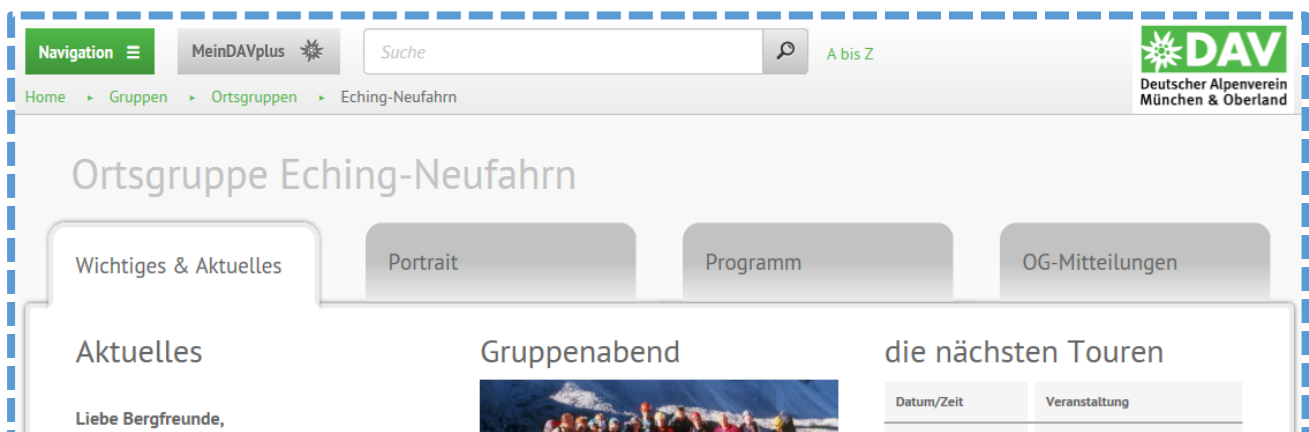 Navigation
MeinDAVplus
Suche
A bis Z
DAV
Deutscher Alpenverein
München & Oberland
Home ▸ Gruppen ▸ Ortsgruppen ▸ Eching-Neufahrn
Ortsgruppe Eching-Neufahrn
Wichtiges & Aktuelles
Portrait
Programm
OG-Mitteilungen
Aktuelles
Liebe Bergfreunde,
Gruppenabend
die nächsten Touren
Datum/Zeit
Veranstaltung